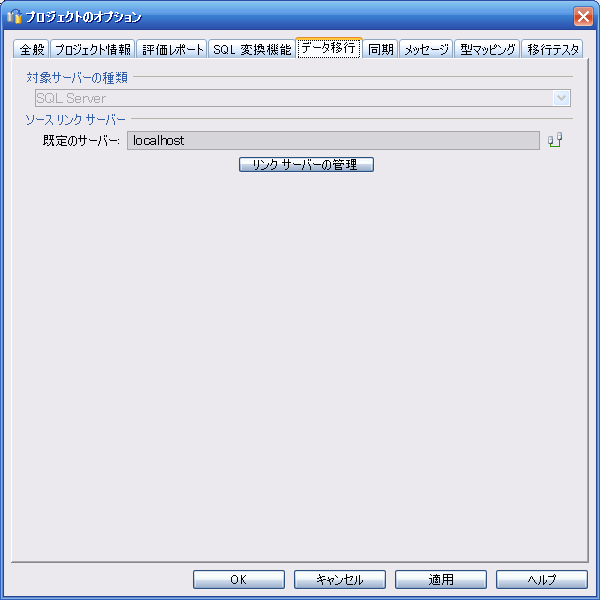 プロジェクトのオプション
全般 プロジェクト情報 評価レポート SQL 変換機能 データ移行 同期 メッセージ 型マッピング 移行テスタ
対象サーバーの種類
SQL Server
ソース リンク サーバー
既定のサーバー: localhost
リンク サーバーの管理
OK キャンセル 適用 ヘルプ